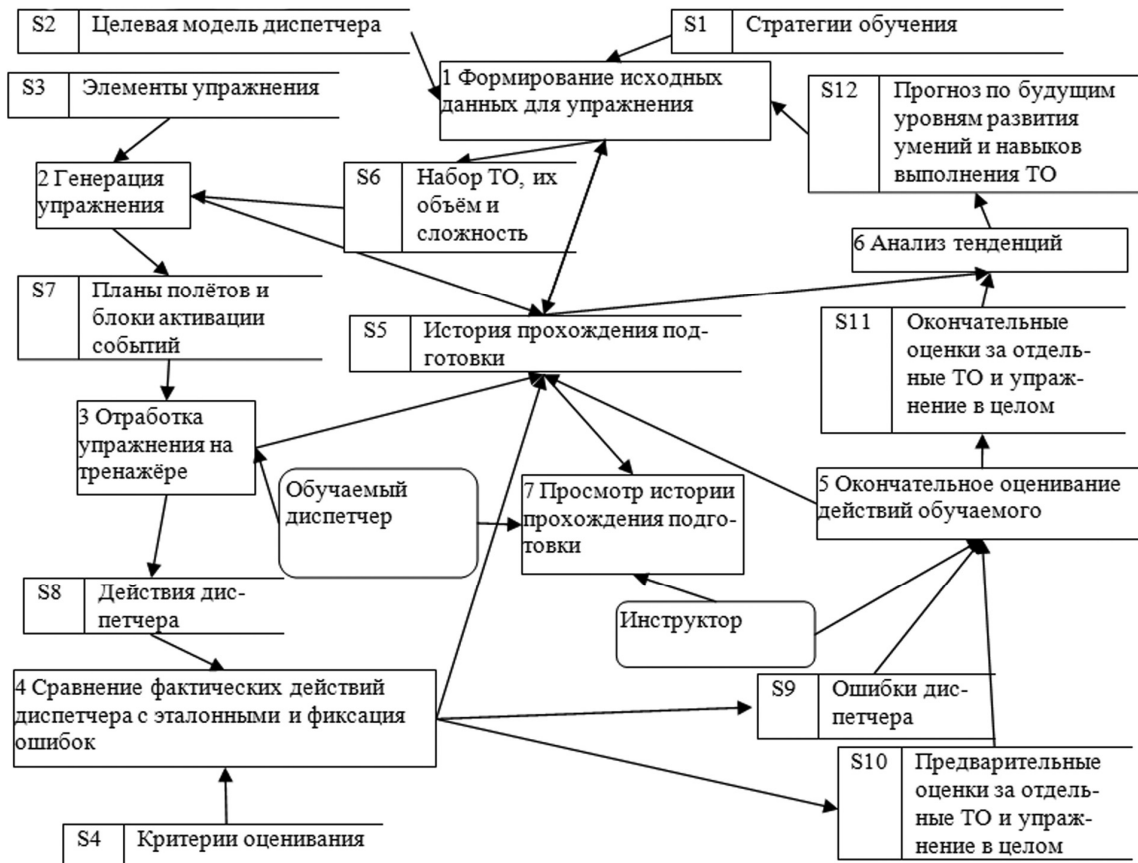 S2 Целевая модель диспетчера
S1 Стратегии обучения
S3 Элементы упражнения
1 Формирование исходных
данных для упражнения
S12 Прогноз по будущим
уровням развития
умений и навыков
выполнения ТО
2 Генерация
упражнения
S6 Набор ТО, их
объём и
сложность
6 Анализ тенденций
S7 Планы полётов и
блоки активации
событий
S5 История прохождения под-
готовки
S11 Окончательные
оценки за отдель-
ные ТО и упраж-
нение в целом
3 Отработка
упражнения на
тренажёре
Обучаемый
диспетчер
7 Просмотр истории
прохождения подго-
товки
5 Окончательное оценивание
действий обучаемого
S8 Действия дис-
петчера
Инструктор
4 Сравнение фактических действий
диспетчера с эталонными и фиксация
ошибок
S9 Ошибки дис-
петчера
S10 Предварительные
оценки за отдель-
ные ТО и упраж-
нение в целом
S4 Критерии оценивания